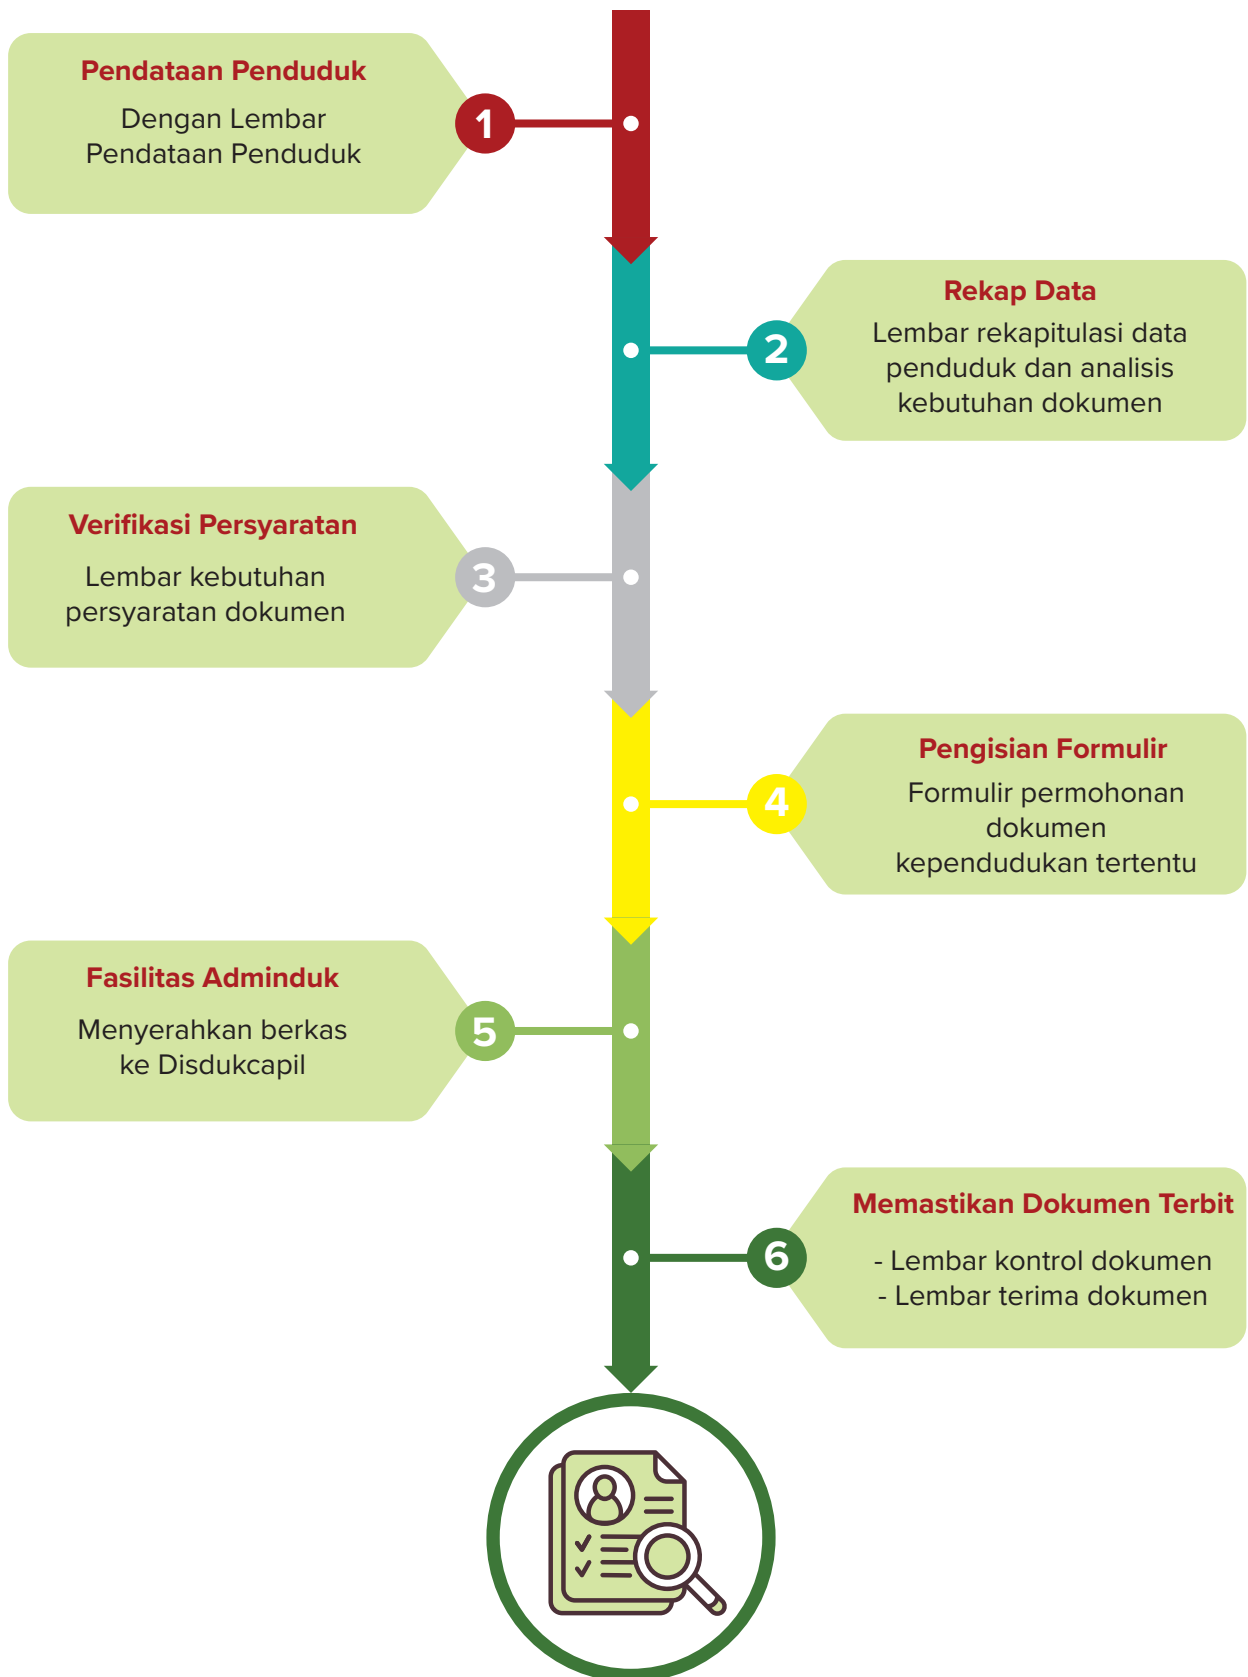 Pendataan Penduduk
Dengan Lembar
Pendataan Penduduk
1
Rekap Data
Lembar rekapitulasi data
penduduk dan analisis
kebutuhan dokumen
2
Verifikasi Persyaratan
Lembar kebutuhan
persyaratan dokumen
3
Pengisian Formulir
Formulir permohonan
dokumen
kependudukan tertentu
4
Fasilitas Adminduk
Menyerahkan berkas
ke Disdukcapil
5
Memastikan Dokumen Terbit
- Lembar kontrol dokumen
- Lembar terima dokumen
6